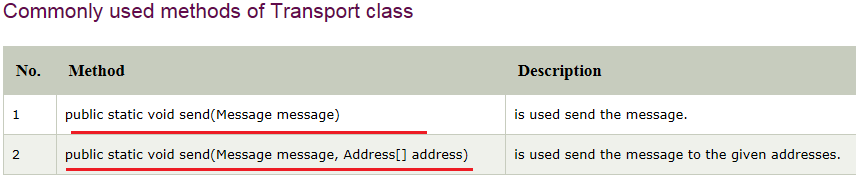 Commonly used methods of Transport class
No. Method Description
1 public static void send(Message message) is used send the message.
2 public static void send(Message message, Address[] address) is used send the message to the given addresses.